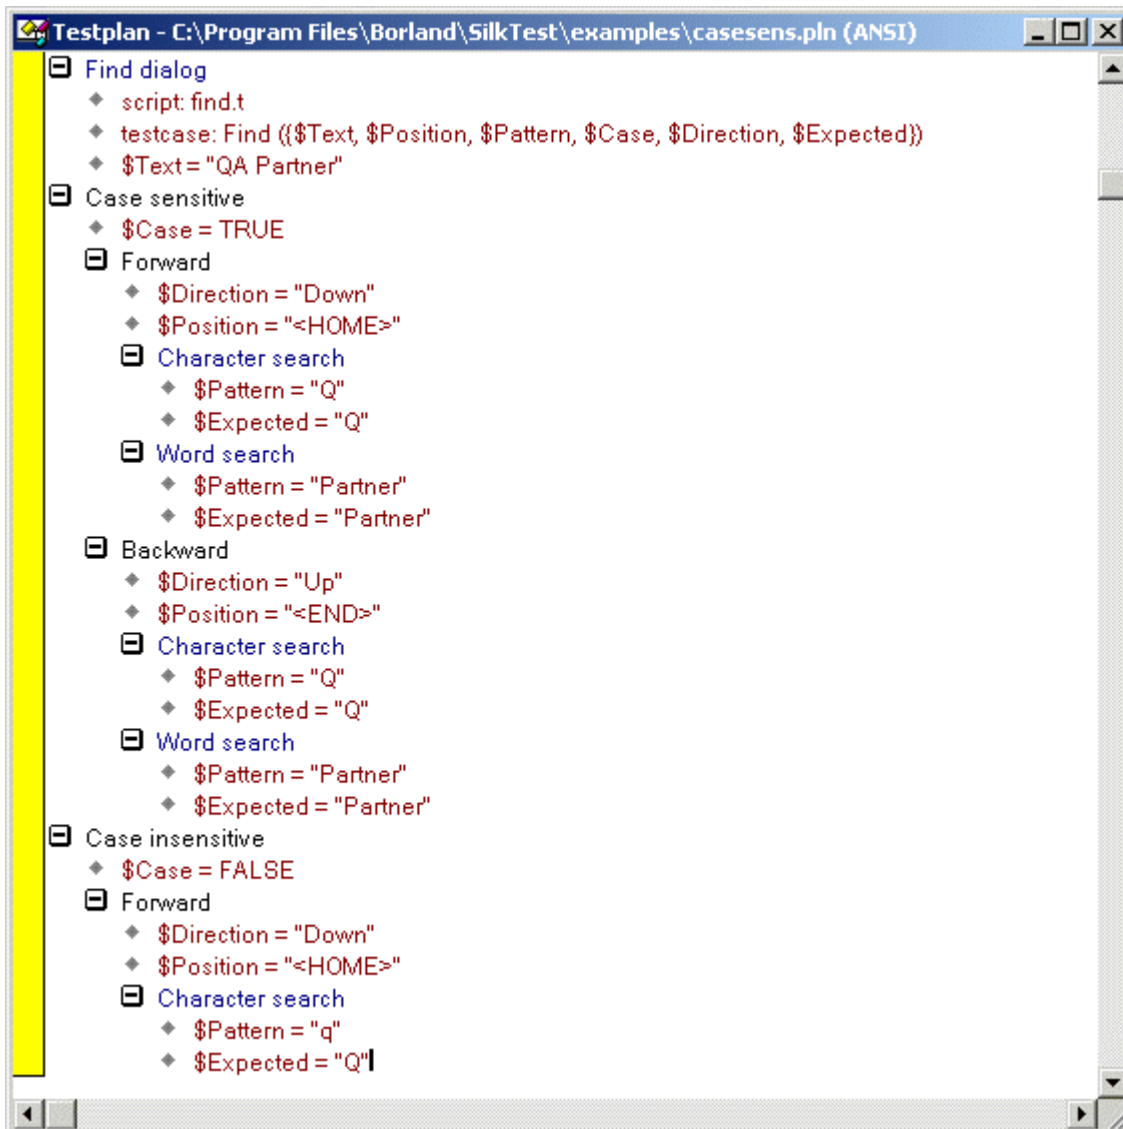 Testplan - C:\Program Files\Borland\SilkTest\examples\casesens.pln (ANSI)
Find dialog
script: find.t
testcase: Find ({$Text, $Position, $Pattern, $Case, $Direction, $Expected})
$Text = "QA Partner"
Case sensitive
$Case = TRUE
Forward
$Direction = "Down"
$Position = "<HOME>"
Character search
$Pattern = "Q"
$Expected = "Q"
Word search
$Pattern = "Partner"
$Expected = "Partner"
Backward
$Direction = "Up"
$Position = "<END>"
Character search
$Pattern = "Q"
$Expected = "Q"
Word search
$Pattern = "Partner"
$Expected = "Partner"
Case insensitive
$Case = FALSE
Forward
$Direction = "Down"
$Position = "<HOME>"
Character search
$Pattern = "q"
$Expected = "Q"